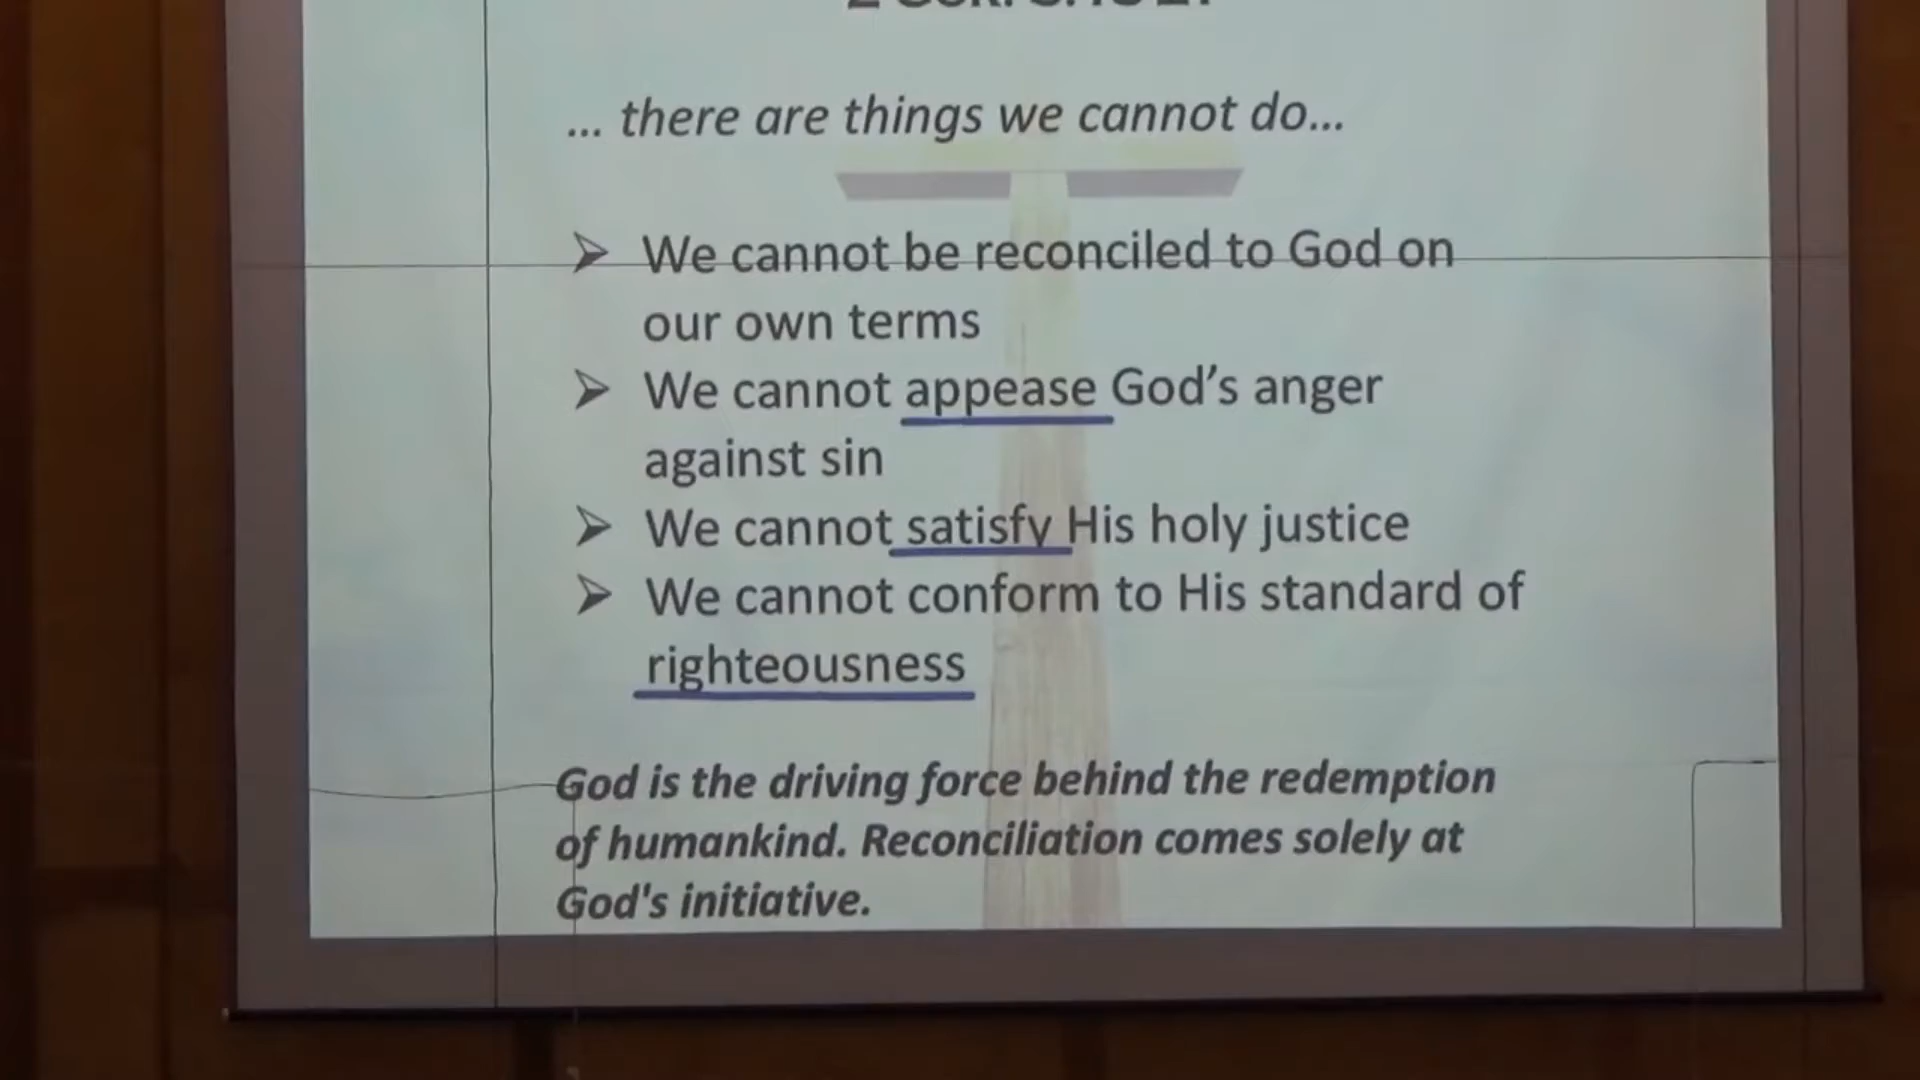 ... there are things we cannot do...
➢ We cannot be reconciled to God on
our own terms
➢ We cannot appease God’s anger
against sin
➢ We cannot satisfy His holy justice
➢ We cannot conform to His standard of
righteousness
God is the driving force behind the redemption
of humankind. Reconciliation comes solely at
God's initiative.